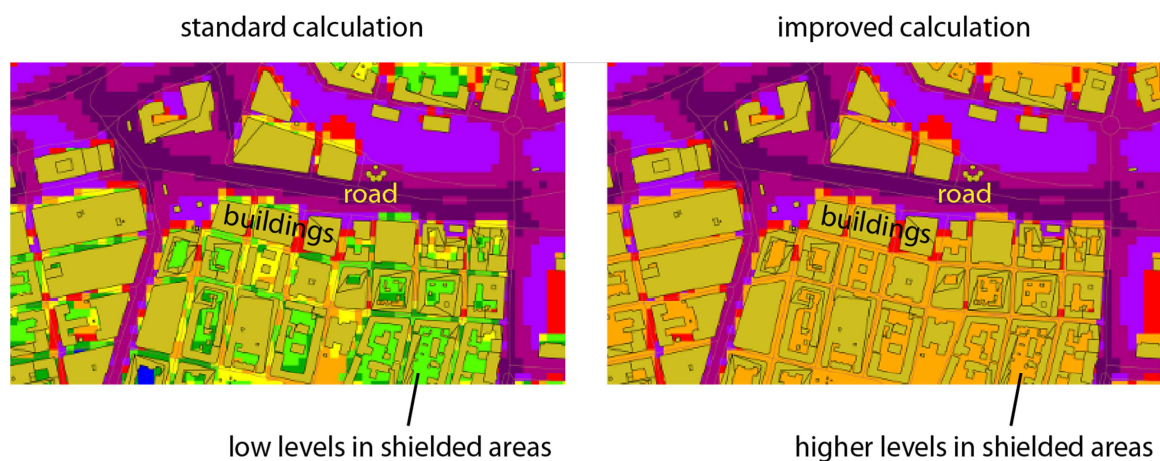 standard calculation
improved calculation
road
buildings
road
buildings
low levels in shielded areas
higher levels in shielded areas